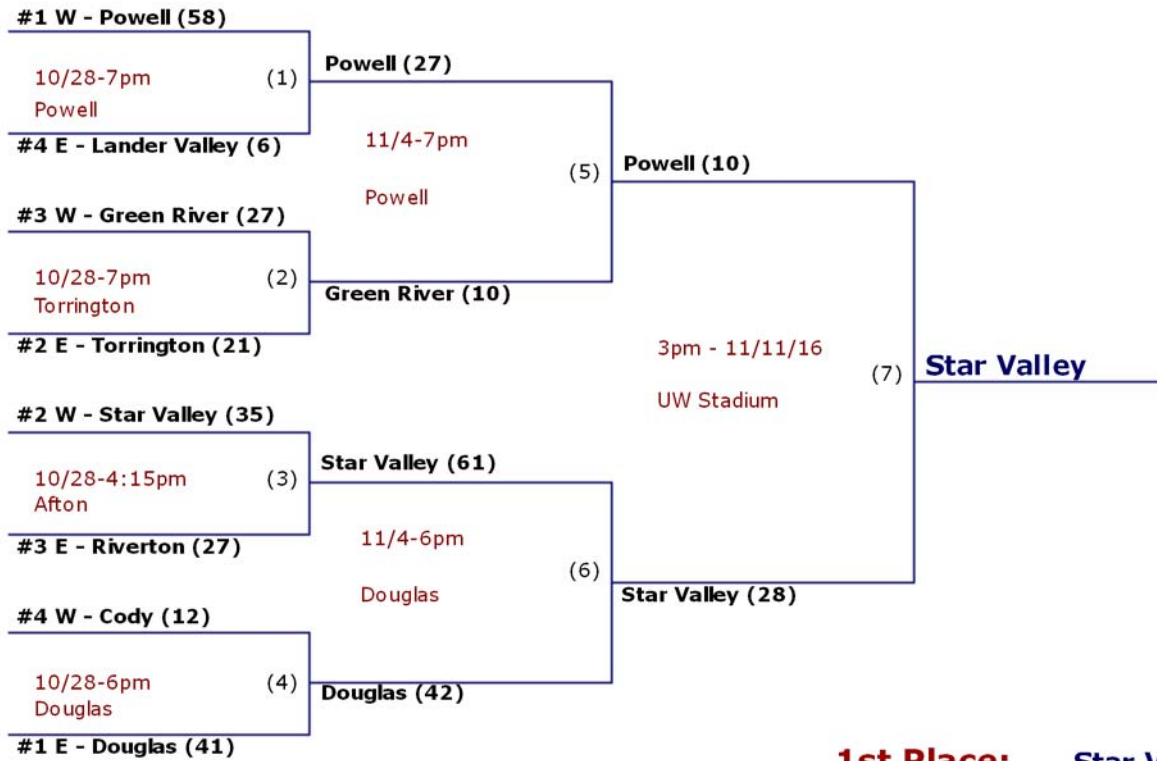 #1 W - Powell (58)
10/28-7pm
(1)
Powell
#4 E - Lander Valley (6)
Powell (27)
11/4-7pm
(5)
Powell
#3 W - Green River (27)
10/28-7pm
(2)
Torrington
#2 E - Torrington (21)
Green River (10)
Powell (10)
3pm - 11/11/16
(7)
UW Stadium
Star Valley
#2 W - Star Valley (35)
10/28-4:15pm
(3)
Afton
#3 E - Riverton (27)
Star Valley (61)
11/4-6pm
(6)
Douglas
Star Valley (28)
#4 W - Cody (12)
10/28-6pm
(4)
Douglas
#1 E - Douglas (41)
Douglas (42)
1st Place: Star